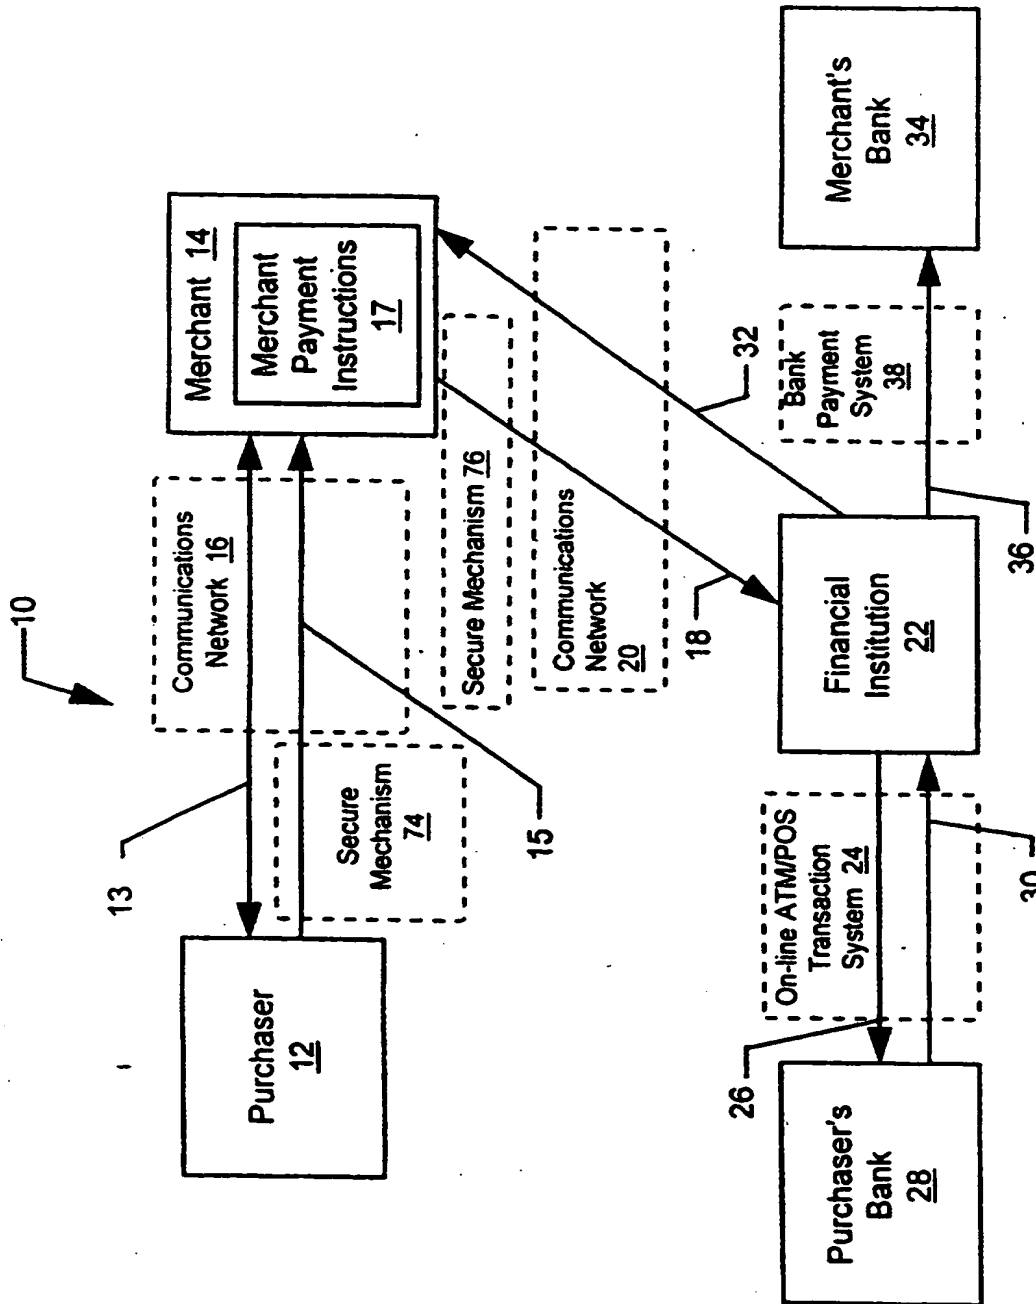 10
13
Purchaser
12
Secure
Mechanism
74
15
Communications
Network 16
Merchant 14
Merchant
Payment
Instructions
17
Secure Mechanism 76
Communications
Network
20
18
32
26
On-line ATM/POS
Transaction
System 24
30
Purchaser's
Bank
28
Financial
Institution
22
36
Bank
Payment
System
38
Merchant's
Bank
34